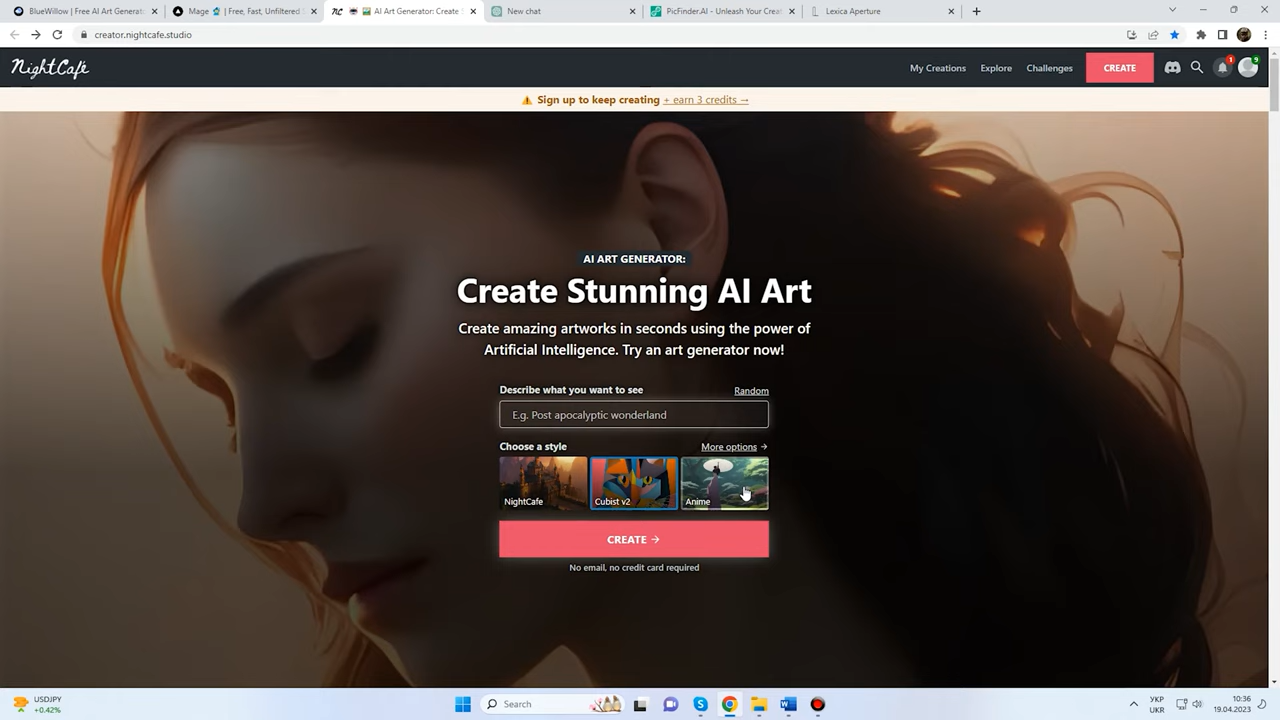 BlueWillow | Free AI Art Generato
Mage | Free, Fast, Unfiltered S
AI Art Generator: Create S
New chat
PicFinder.AI - Unleash Your Creat
Lexica Aperture
creator.nightcafe.studio
NightCafé
My Creations
Explore
Challenges
CREATE
1
9
Sign up to keep creating + earn 3 credits →
AI ART GENERATOR:
Create Stunning AI Art
Create amazing artworks in seconds using the power of
Artificial Intelligence. Try an art generator now!
Describe what you want to see
Random
E.g. Post apocalyptic wonderland
Choose a style
More options →
NightCafe
Cubist v2
Anime
CREATE →
No email, no credit card required
USDJPY
+0.42%
Search
УКР
UKR
10:36
19.04.2023